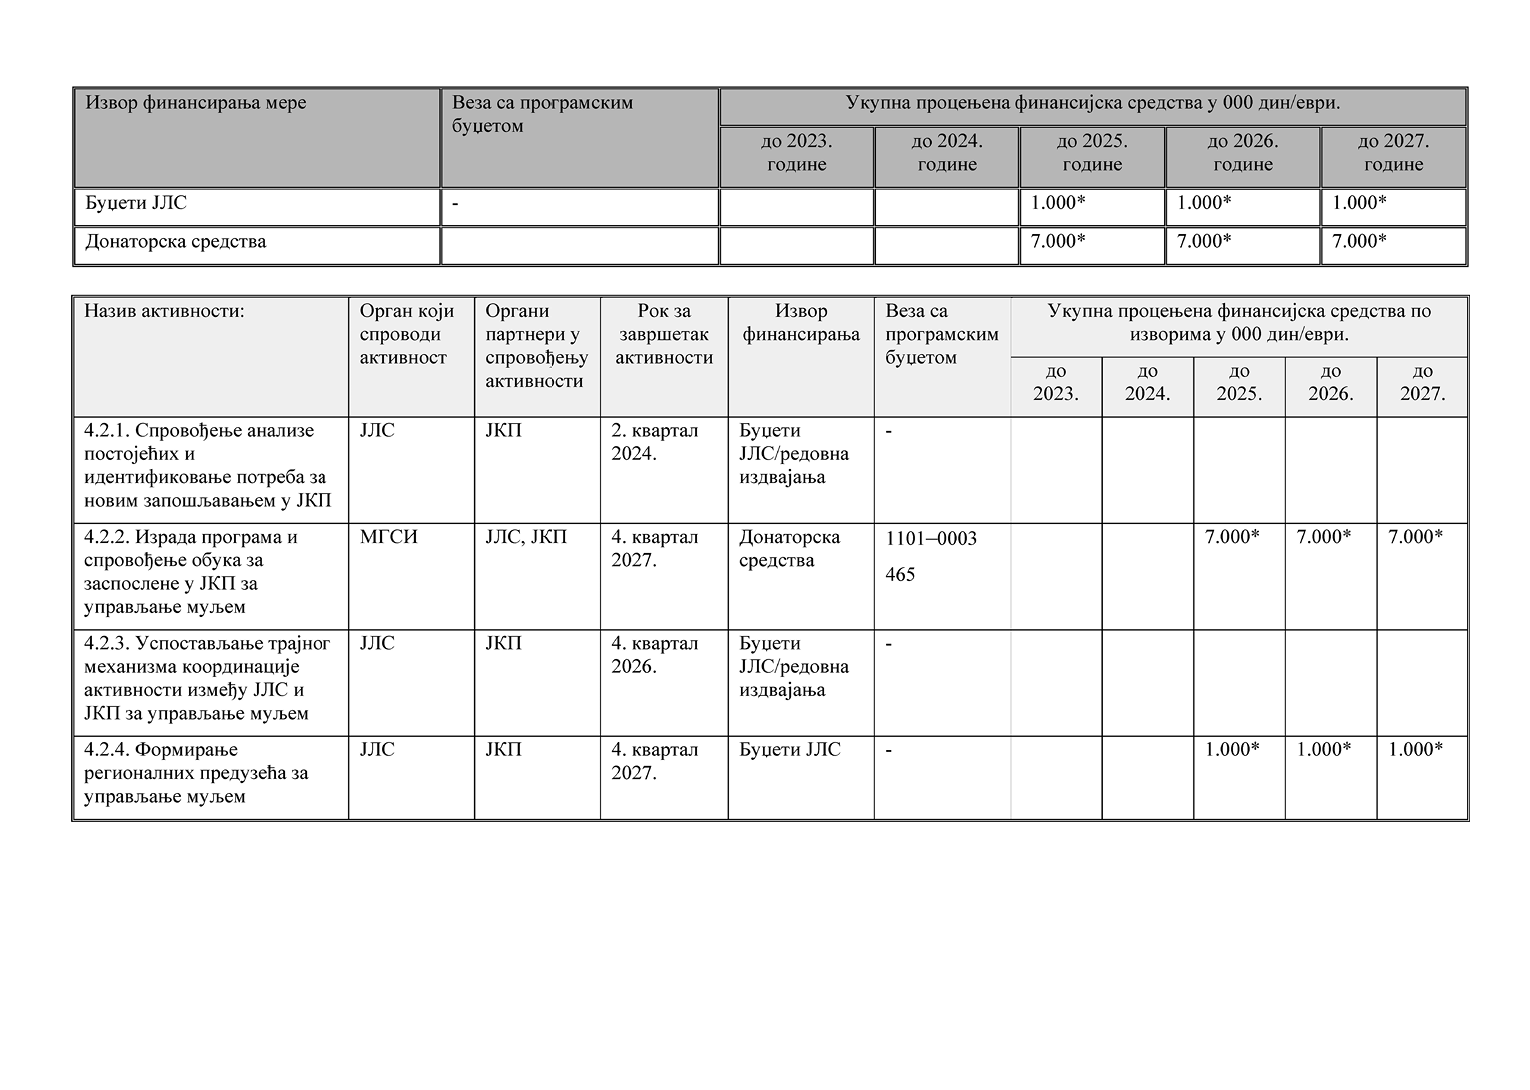 Извор финансирања мере
Веза са програмским
буџетом
Укупна процењена финансијска средства у 000 дин/еври.
до 2023.
године
до 2024.
године
до 2025.
године
до 2026.
године
до 2027.
године
Буџети ЈЛС
-
1.000*
1.000*
1.000*
Донаторска средства
7.000*
7.000*
7.000*
Назив активности:
Орган који
спроводи
активност
Органи
партнери у
спровођењу
активности
Рок за
завршетак
активности
Извор
финансирања
Веза са
програмским
буџетом
Укупна процењена финансијска средства по
изворима у 000 дин/еври.
до
2023.
до
2024.
до
2025.
до
2026.
до
2027.
4.2.1. Спровођење анализе
постојећих и
идентификовање потреба за
новим запошљавањем у ЈКП
ЈЛС
ЈКП
2. квартал
2024.
Буџети
ЈЛС/редовна
издвајања
-
4.2.2. Израда програма и
спровођење обука за
заспослене у ЈКП за
управљање муљем
МГСИ
ЈЛС, ЈКП
4. квартал
2027.
Донаторска
средства
1101–0003
465
7.000*
7.000*
7.000*
4.2.3. Успостављање трајног
механизма координације
активности између ЈЛС и
ЈКП за управљање муљем
ЈЛС
ЈКП
4. квартал
2026.
Буџети
ЈЛС/редовна
издвајања
-
4.2.4. Формирање
регионалних предузећа за
управљање муљем
ЈЛС
ЈКП
4. квартал
2027.
Буџети ЈЛС
-
1.000*
1.000*
1.000*